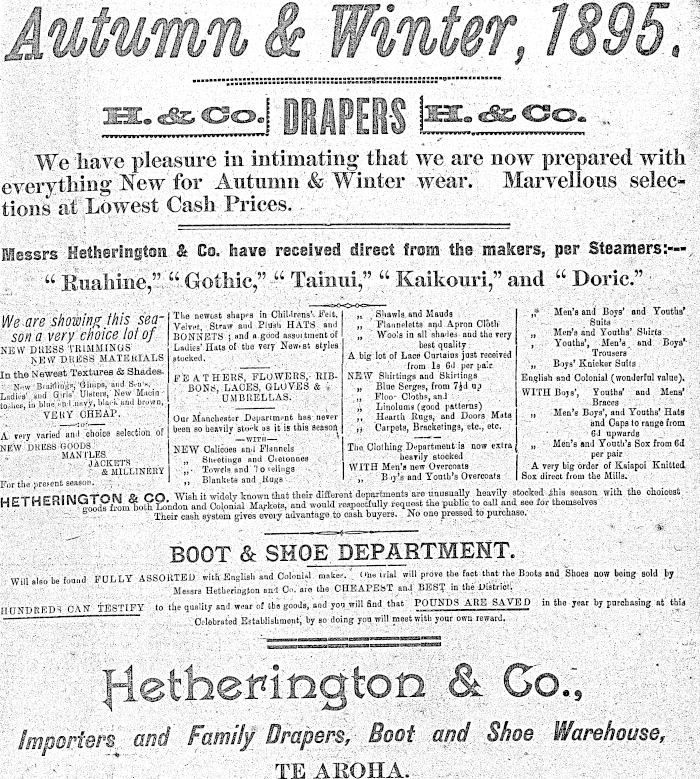 Autumn & Winter, 1895.
H. & Co. DRAPERS H. & Co.
We have pleasure in intimating that we are now prepared with
everything New for Autumn & Winter wear. Marvellous selec-
tions at Lowest Cash Prices.
Messrs Hetherington & Co. have received direct from the makers, per Steamers:—
“ Ruahine,” “ Gothic,” “ Tainui,” “ Kaikouri,” and “ Doric.”
We are showing this sea-
son a very choice lot of
NEW DRESS TRIMMINGS
NEW DRESS MATERIALS
In the Newest Textures & Shades.
New Braidings, Gimps, and
Ladies' and Girls' Ulsters, New Macin-
toshes, in blue and navy, black and brown,
VERY CHEAP.
A very varied and choice selection of
NEW DRESS GOODS
MANTLES
JACKETS
& MILLINERY
For the present season.
The newest shapes in Childrens' Felt,
Velvet, Straw and Plush HATS and
BONNETS ; and a good assortment of
Ladies' Hats of the very Newest styles
stocked.
FEATHERS, FLOWERS, RIB-
BONS, LACES, GLOVES &
UMBRELLAS.
Our Manchester Department has never
been so heavily stock as it is this season
—WITH—
NEW Calicoes and Flannels
„ Sheetings and Cretonnes
„ Towels and Towelings
„ Blankets and Rugs
„ Shawls and Mauds
„ Flanneletts and Apron Cloth
„ Wools in all shades and the very
best quality
A big lot of Lace Curtains just received
from 1s 6d per pair
NEW Shirtings and Shirtings
„ Blue Serges, from 7½d up
„ Floor Cloths, and
„ Linolums (good patterns)
„ Hearth Rugs, and Doors Mats
„ Carpets, Bracketings, etc., etc.
The Clothing Department is now extra
heavily stocked
WITH Men's new Overcoats
„ Boy's and Youth's Overcoats
„ Men's and Boys' and Youths'
Suits
„ Men's and Youths' Shirts
„ Youths', Men's and Boys'
Trousers
„ Boys' Knicker Suits
English and Colonial (wonderful value).
WITH Boys', Youths' and Mens'
Braces
„ Men's Boys', and Youths' Hats
and Caps to range from
6d upwards
„ Men's and Youth's Sox from 6d
per pair
A very big order of Kaiapoi Knitted
Sox direct from the Mills.
HETHERINGTON & CO. Wish it widely known that their different departments are unusually heavily stocked this season with the choicest
goods from both London and Colonial Markets, and would respectfully request the public to call and see for themselves
Their cash system gives every advantage to cash buyers. No one pressed to purchase.
BOOT & SHOE DEPARTMENT.
Will also be found FULLY ASSORTED with English and Colonial makes. One trial will prove the fact that the Boots and Shoes now being sold by
Messrs Hetherington and Co. are the CHEAPEST and BEST in the District.
HUNDREDS CAN TESTIFY to the quality and wear of the goods, and you will find that POUNDS ARE SAVED in the year by purchasing at this
Celebrated Establishment, by so doing you will meet with your own reward.
Hetherington & Co.,
Importers and Family Drapers, Boot and Shoe Warehouse,
TE AROHA.